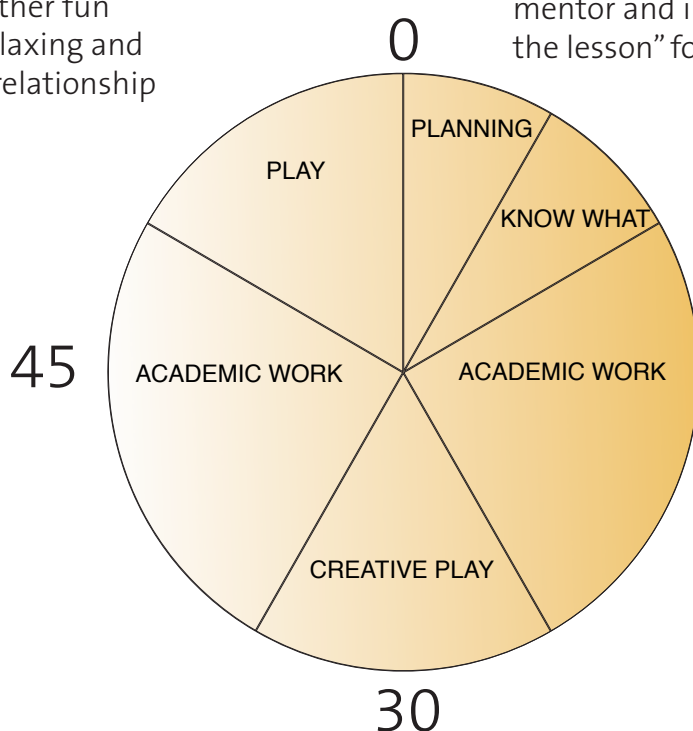 ther fun
laxing and
relationship
mentor and i
the lesson” fo
0
PLANNING
PLAY
KNOW WHAT
45
ACADEMIC WORK
ACADEMIC WORK
CREATIVE PLAY
30